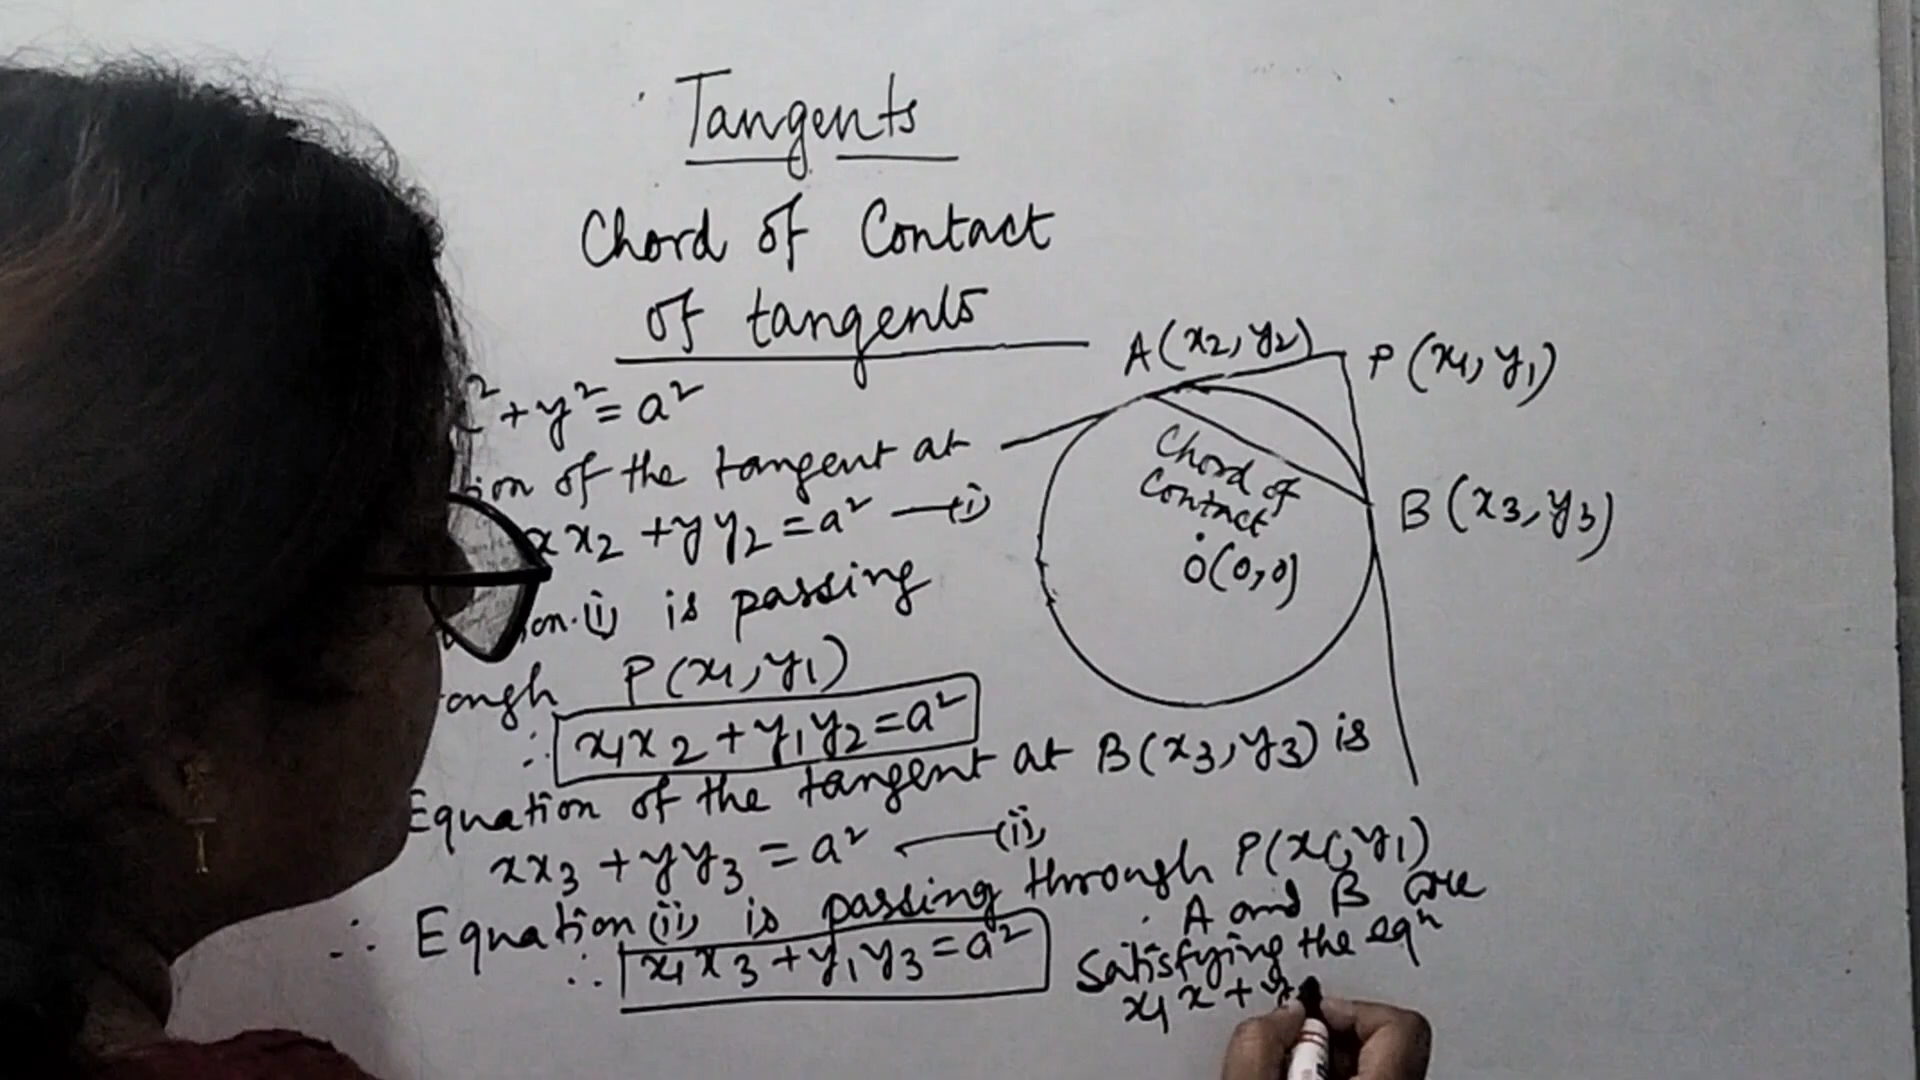 Tangents
Chord of Contact
of tangents
² + y² = a²
of the tangent at
x x₂ + y y₂ = a² —(i)
(i) is passing
P(x₁, y₁)
∴ x₁x₂ + y₁y₂ = a²
Equation of the tangent at B(x₃, y₃) is
xx₃ + yy₃ = a² —(ii)
∴ Equation (ii) is passing through P(x₁, y₁)
∴ x₁x₃ + y₁y₃ = a²
A(x₂, y₂)
P(x₁, y₁)
Chord of
Contact
B(x₃, y₃)
O(0,0)
∴ A and B are
Satisfying the eqⁿ
x₁x + y